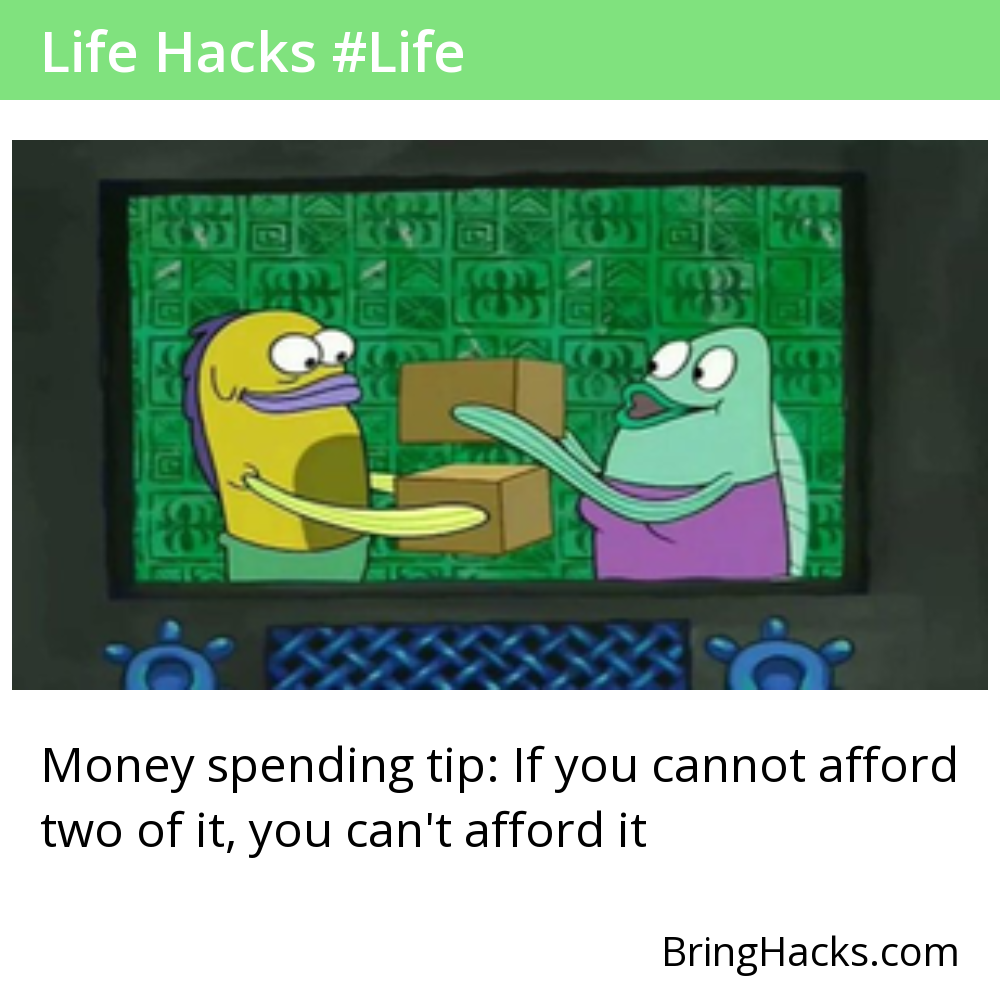 Life Hacks #Life
Money spending tip: If you cannot afford
two of it, you can't afford it
BringHacks.com